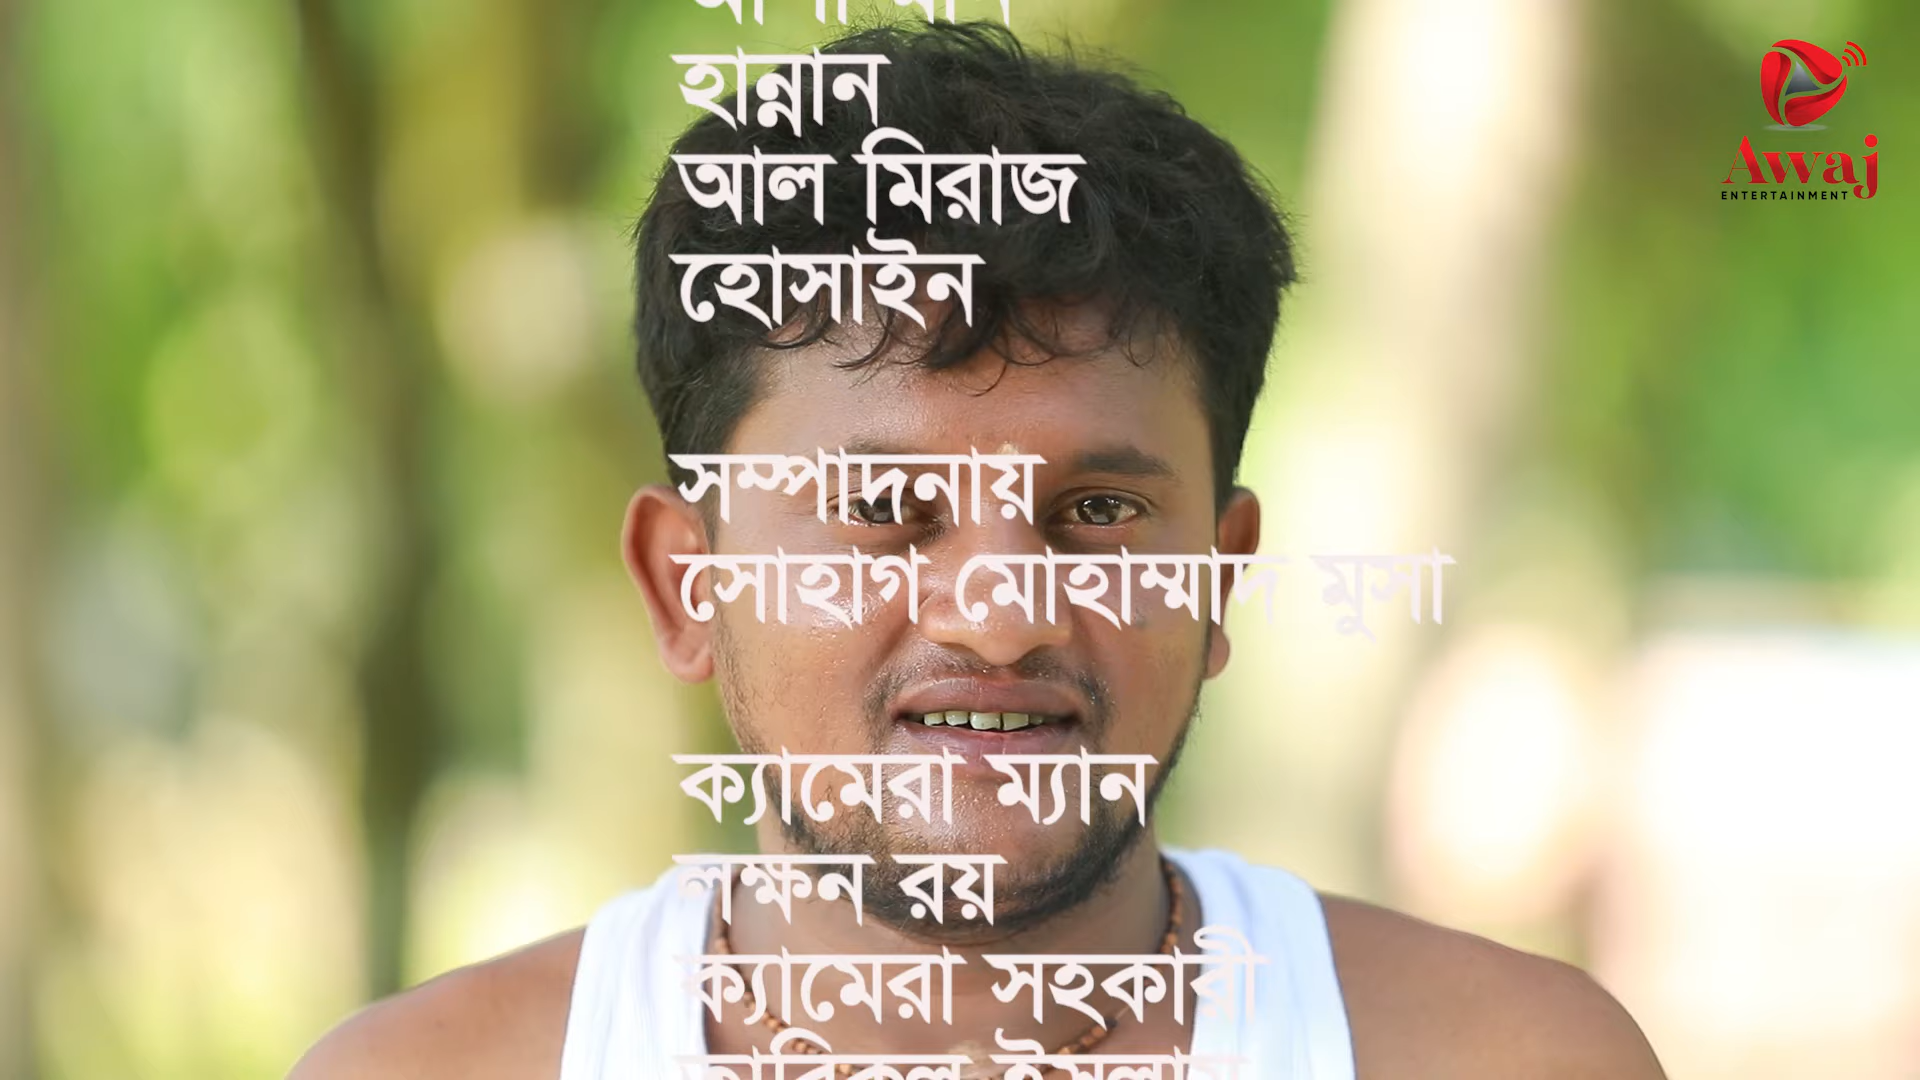 হান্নান
আল মিরাজ
হোসাইন
সম্পাদনায়
সোহাগ মোহাম্মাদ মুসা
ক্যামেরা ম্যান
লক্ষন রয়
ক্যামেরা সহকারী
Awaj
ENTERTAINMENT